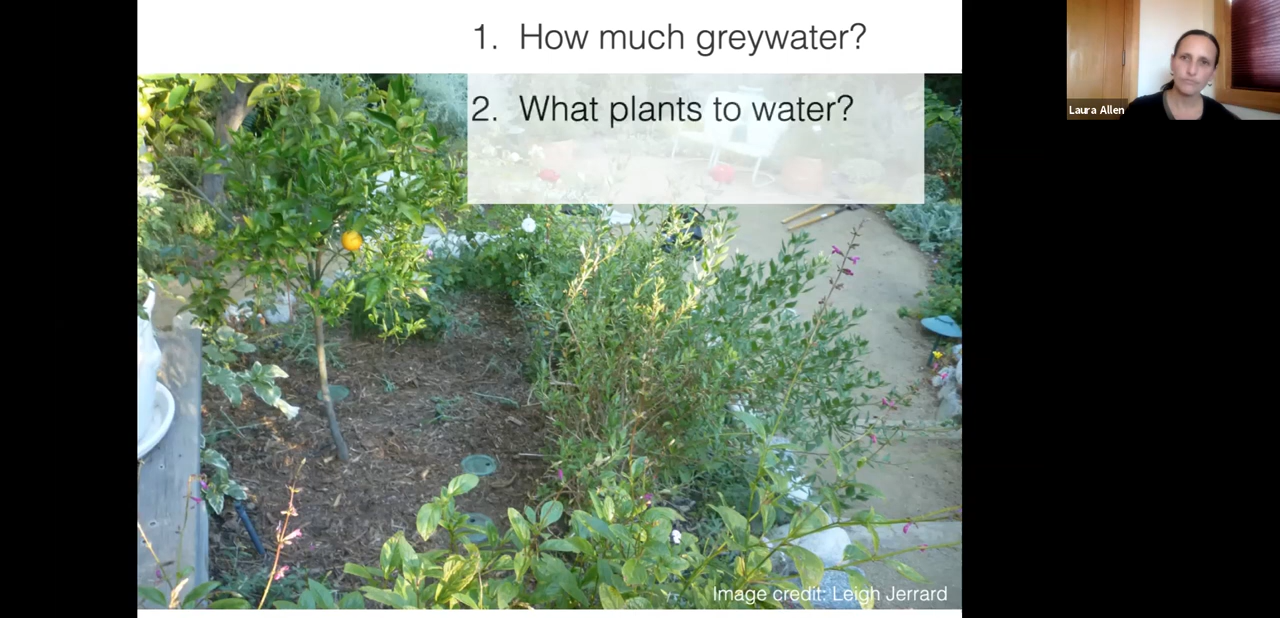 1. How much greywater?
2. What plants to water?
Laura Allen
Image credit: Leigh Jerrard